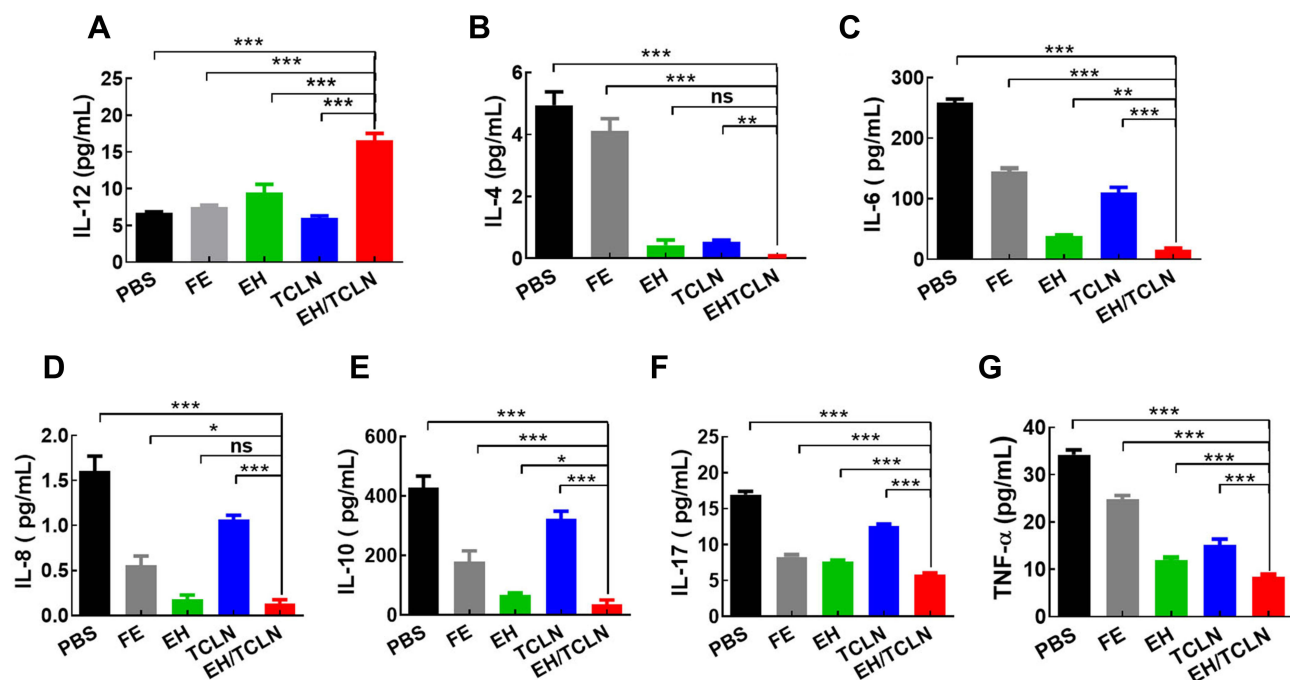 A
***
***
***
***
IL-12 (pg/mL)
25
20
15
10
5
0
PBS
FE
EH
TCLN
EH/TCLN
B
***
***
ns
**
IL-4 (pg/mL)
6
4
2
0
PBS
FE
EH
TCLN
EHTCLN
C
***
***
**
***
IL-6 ( pg/mL)
300
200
100
0
PBS
FE
EH
TCLN
EH/TCLN
D
***
*
ns
***
IL-8 ( pg/mL)
2.0
1.5
1.0
0.5
0.0
PBS
FE
EH
TCLN
EH/TCLN
E
***
***
*
***
IL-10 ( pg/mL)
600
400
200
0
PBS
FE
EH
TCLN
EH/TCLN
F
***
***
***
***
IL-17 ( pg/mL)
25
20
15
10
5
0
PBS
FE
EH
TCLN
EH/TCLN
G
***
***
***
***
TNF-α (pg/mL)
40
30
20
10
0
PBS
FE
EH
TCLN
EH/TCLN